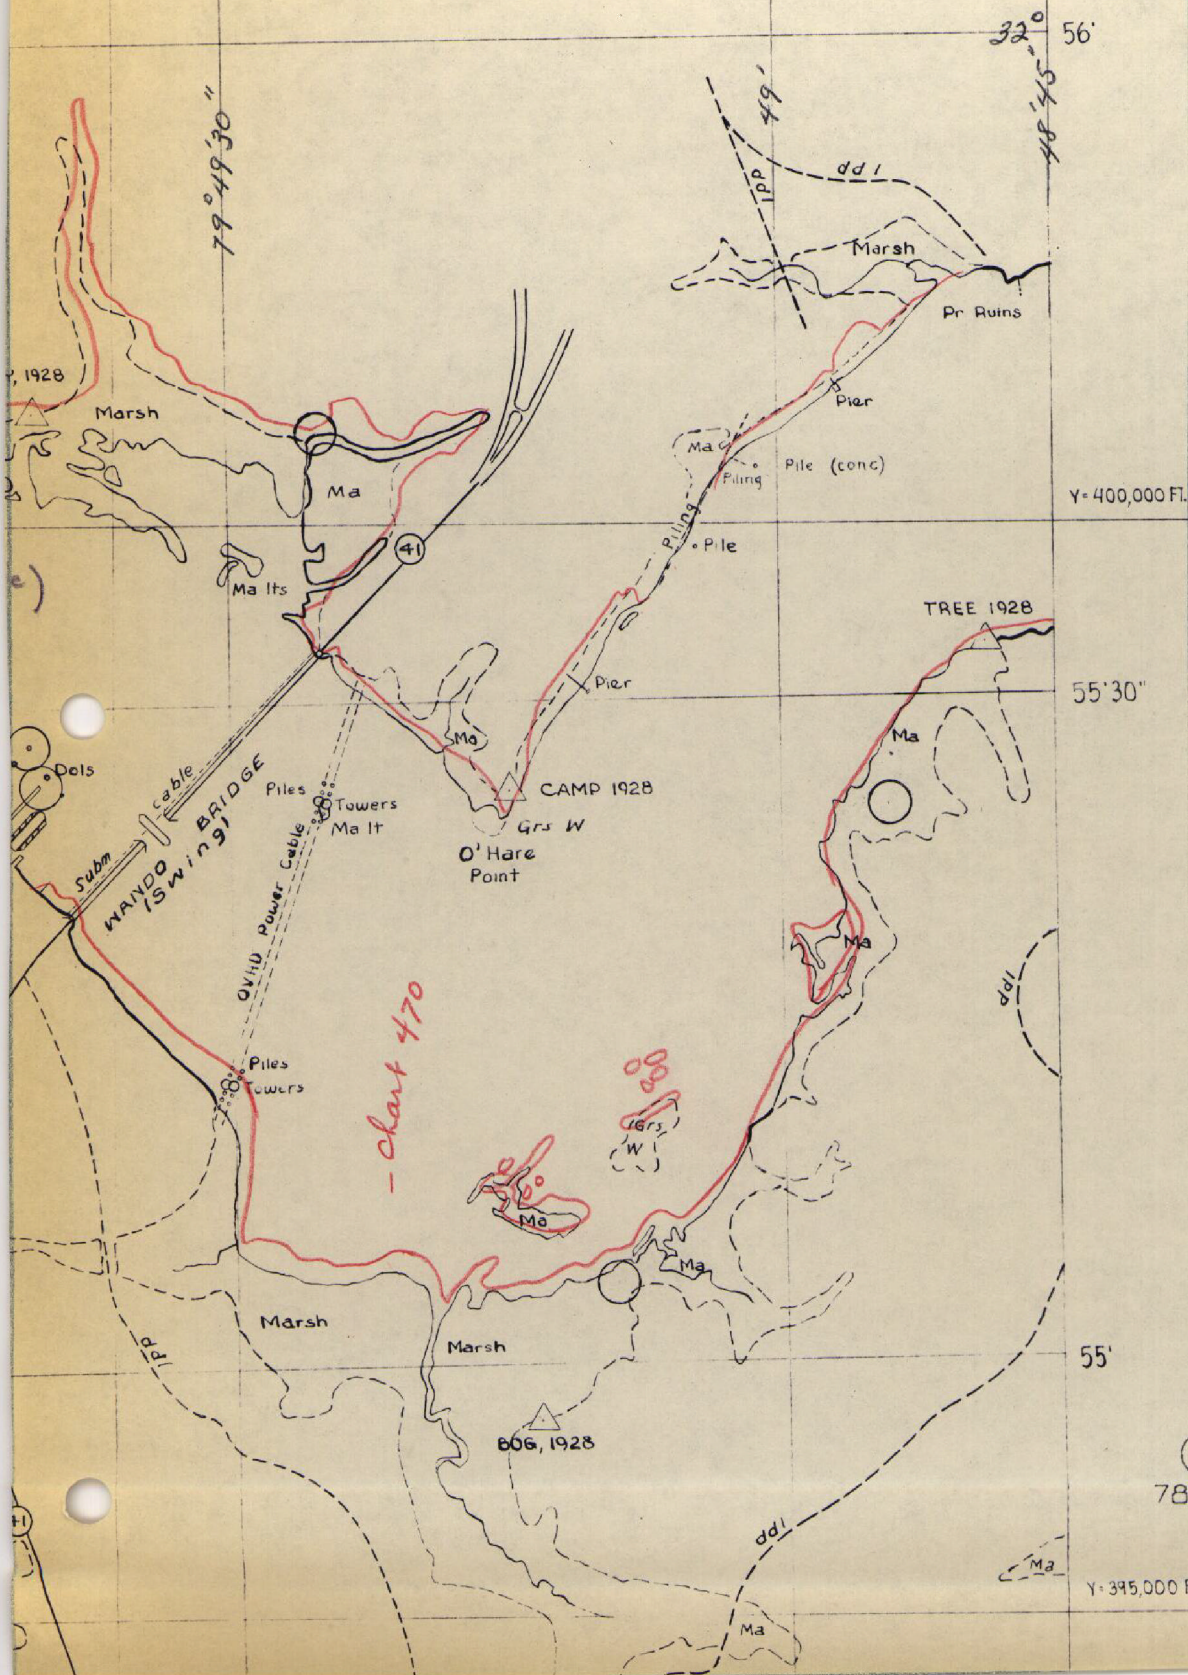 32° 56'
79° 49' 30"
49'
48' 45"
ddl
Marsh
Pr Ruins
, 1928
Marsh
Pier
Ma
Piling
Pile (conc)
Ma
Y= 400,000 FT.
Piling
Pile
41
Ma Its
TREE 1928
Pier
55' 30"
Ma
Ma
Dols
cable
Subm
WANDO BRIDGE
(Swing)
Piles
Towers
Ma It
CAMP 1928
Grs W
O'Hare
Point
OVHD Power Cable
Ma
ddl
- chart 470
Piles
Towers
Grs
W
Ma
Ma
Marsh
Marsh
55'
BOG, 1928
78
ddl
Ma
Y= 395,000
Ma